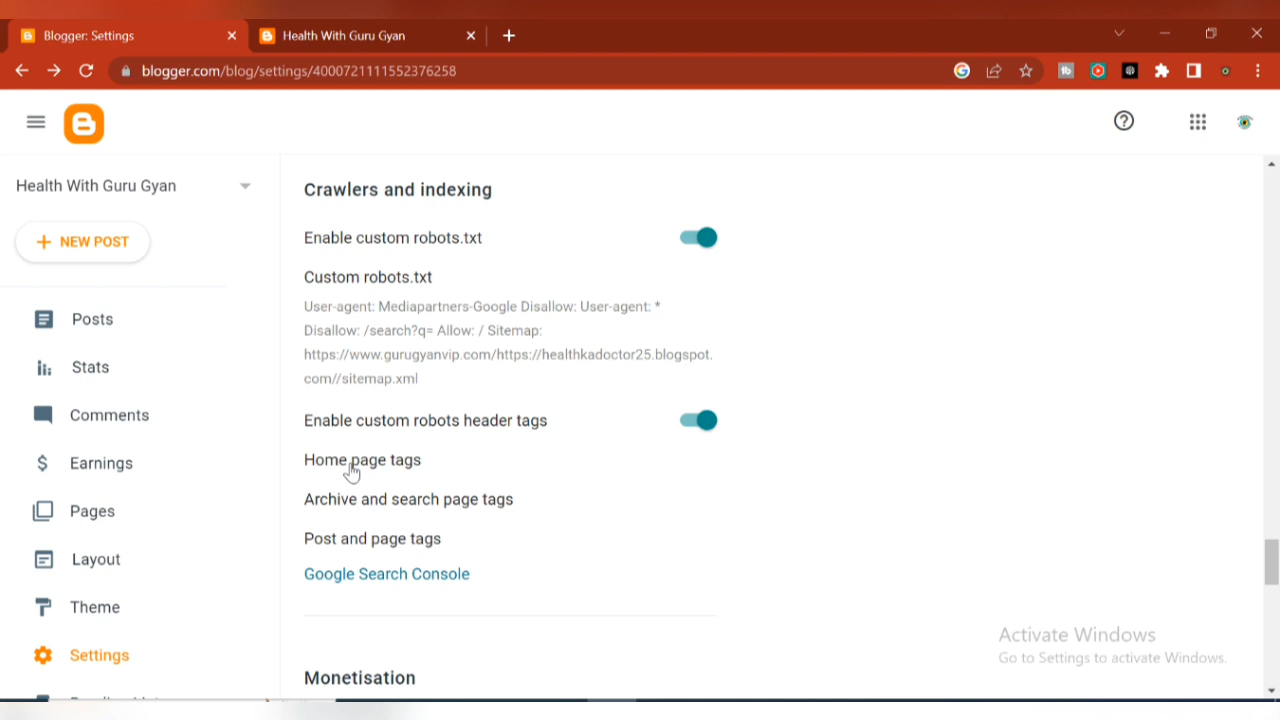 Blogger: Settings
Health With Guru Gyan
blogger.com/blog/settings/4000721111552376258
Health With Guru Gyan
NEW POST
Posts
Stats
Comments
Earnings
Pages
Layout
Theme
Settings
Crawlers and indexing
Enable custom robots.txt
Custom robots.txt
User-agent: Mediapartners-Google Disallow: User-agent: *
Disallow: /search?q= Allow: / Sitemap:
https://www.gurugyanvip.com/https://healthkadoctor25.blogspot.
com//sitemap.xml
Enable custom robots header tags
Home page tags
Archive and search page tags
Post and page tags
Google Search Console
Monetisation
Activate Windows
Go to Settings to activate Windows.